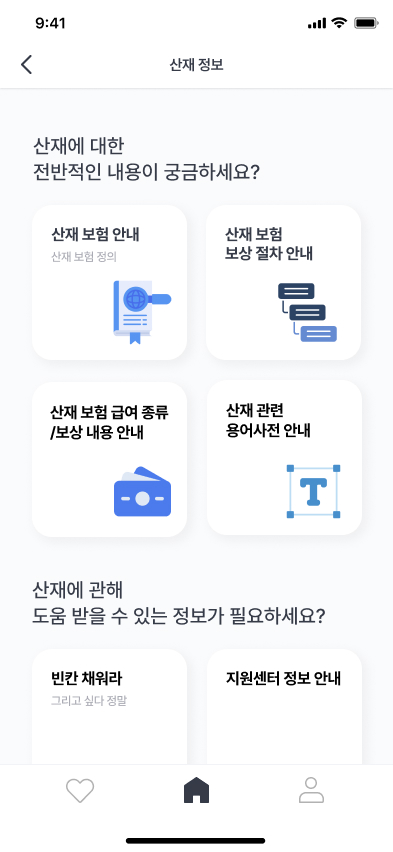 9:41
산재 정보
산재에 대한
전반적인 내용이 궁금하세요?
산재 보험 안내
산재 보험 정의
산재 보험
보상 절차 안내
산재 보험 급여 종류
/보상 내용 안내
산재 관련
용어사전 안내
T
산재에 관해
도움 받을 수 있는 정보가 필요하세요?
빈칸 채워라
그리고 싶다 정말
지원센터 정보 안내